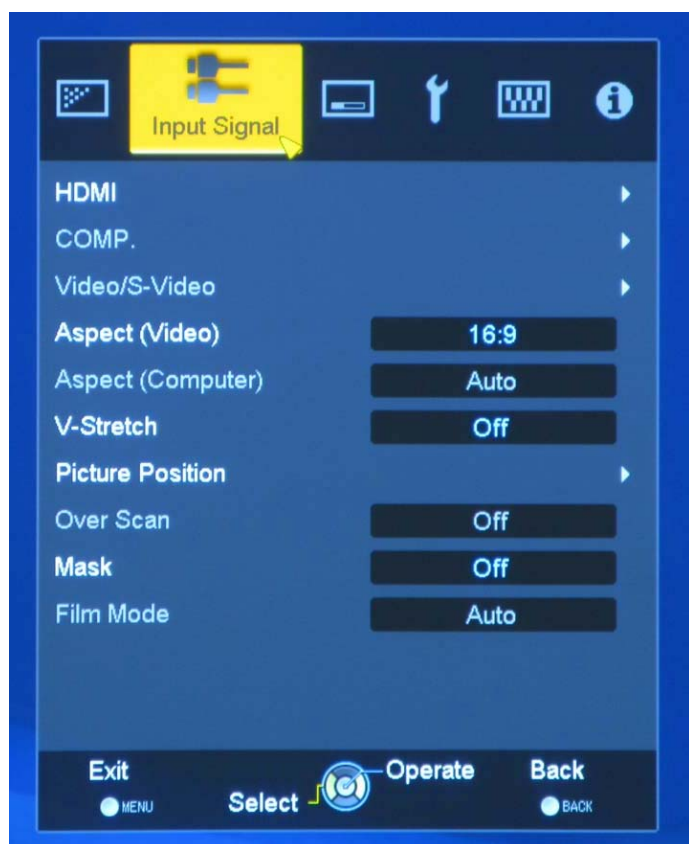 Input Signal
HDMI
COMP.
Video/S-Video
Aspect (Video) 16:9
Aspect (Computer) Auto
V-Stretch Off
Picture Position
Over Scan Off
Mask Off
Film Mode Auto
Exit Operate Back
MENU Select BACK